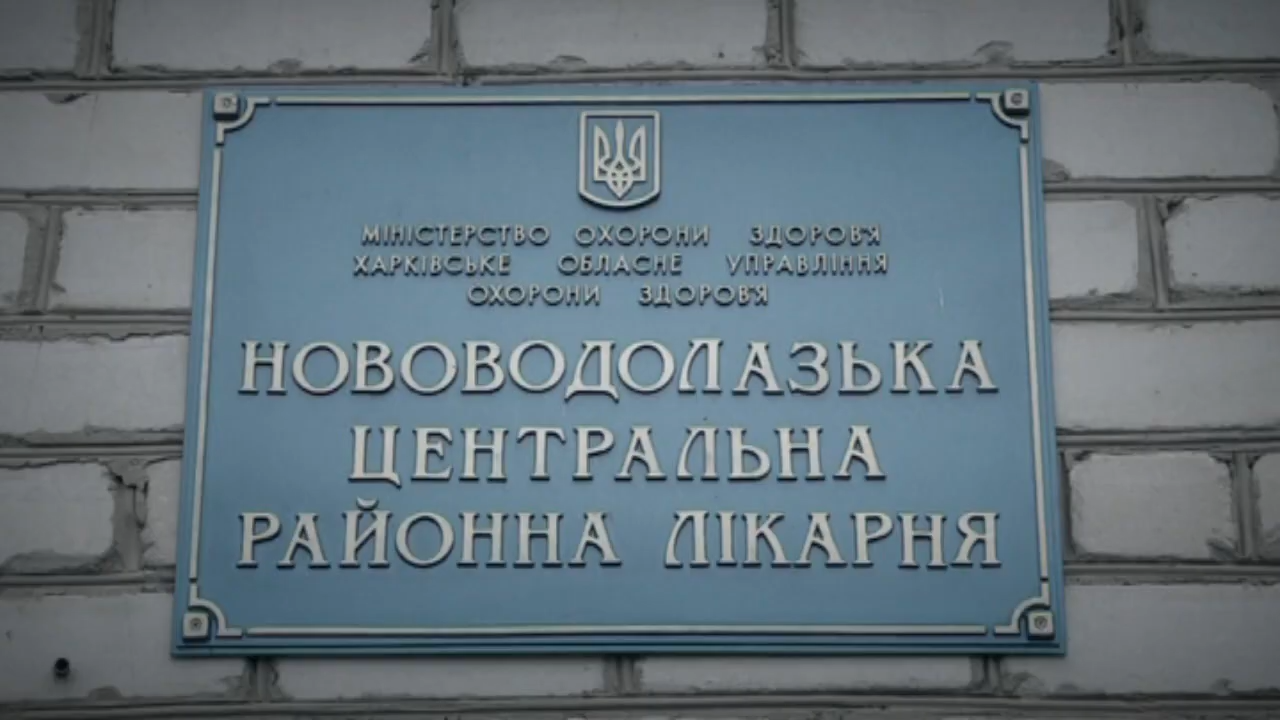 МІНІСТЕРСТВО ОХОРОНИ ЗДОРОВ'Я
ХАРКІВСЬКЕ ОБЛАСНЕ УПРАВЛІННЯ
ОХОРОНИ ЗДОРОВ'Я
НОВОВОДОЛАЗЬКА
ЦЕНТРАЛЬНА
РАЙОННА ЛІКАРНЯ